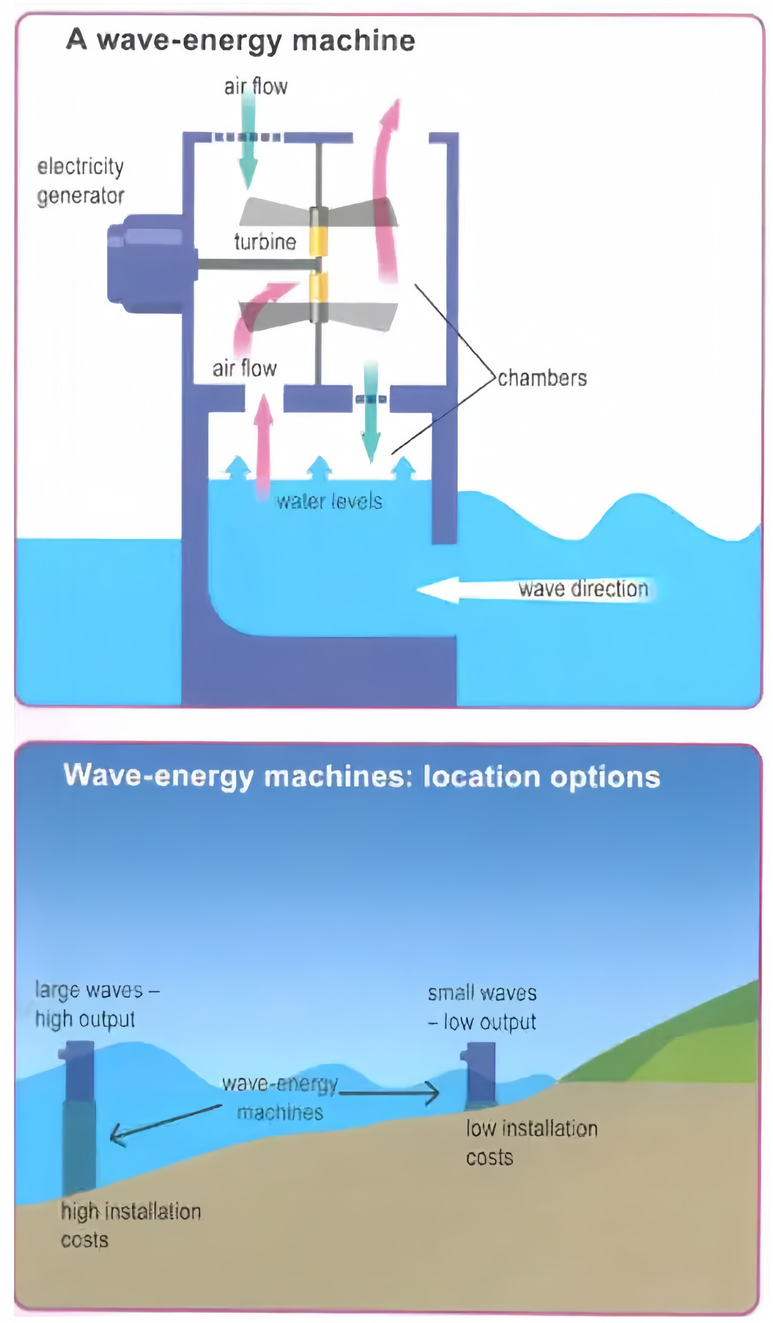 A wave-energy machine
air flow
electricity
generator
turbine
air flow
chambers
water levels
wave direction
Wave-energy machines: location options
large waves –
high output
small waves
– low output
wave-energy
machines
low installation
costs
high installation
costs